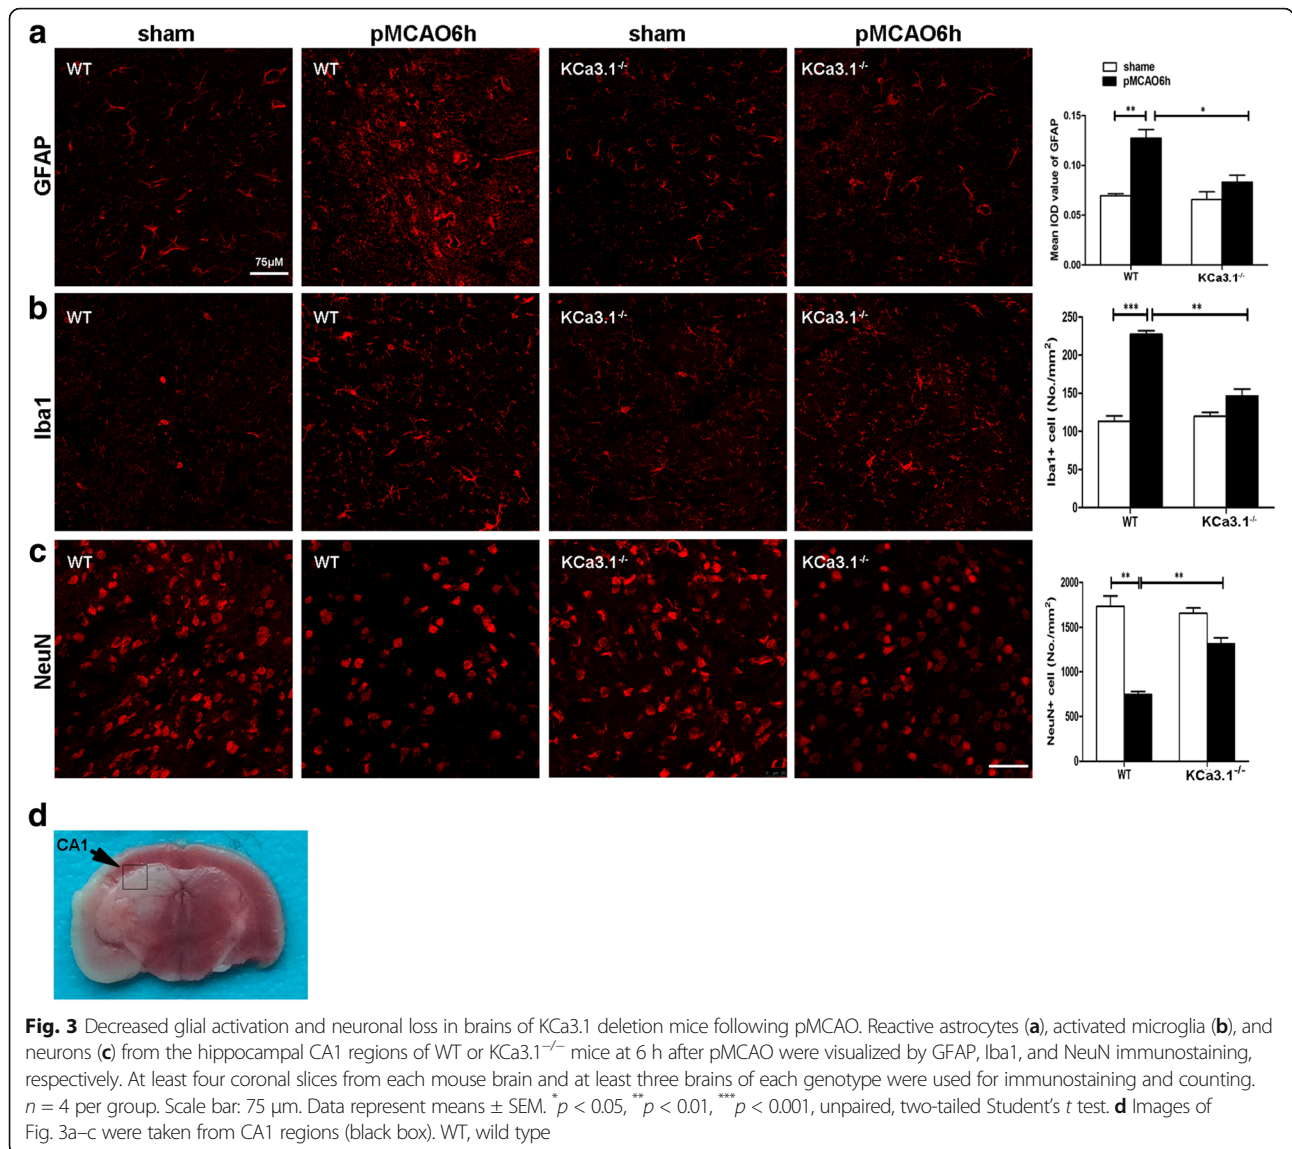 a
sham pMCAO6h sham pMCAO6h
WT WT KCa3.1-/- KCa3.1-/-
GFAP
75μM
shame
pMCAO6h
** *
Mean IOD value of GFAP
0.15
0.10
0.05
0.00
WT KCa3.1-/-
b
WT WT KCa3.1-/- KCa3.1-/-
Iba1
*** **
Iba1+ cell (No./mm²)
250
200
150
100
50
0
WT KCa3.1-/-
c
WT WT KCa3.1-/- KCa3.1-/-
NeuN
** **
NeuN+ cell (No./mm²)
2000
1500
1000
500
0
WT KCa3.1-/-
d
CA1
Fig. 3 Decreased glial activation and neuronal loss in brains of KCa3.1 deletion mice following pMCAO. Reactive astrocytes (a), activated microglia (b), and
neurons (c) from the hippocampal CA1 regions of WT or KCa3.1−/− mice at 6 h after pMCAO were visualized by GFAP, Iba1, and NeuN immunostaining,
respectively. At least four coronal slices from each mouse brain and at least three brains of each genotype were used for immunostaining and counting.
n = 4 per group. Scale bar: 75 μm. Data represent means ± SEM. *p < 0.05, **p < 0.01, ***p < 0.001, unpaired, two-tailed Student's t test. d Images of
Fig. 3a–c were taken from CA1 regions (black box). WT, wild type